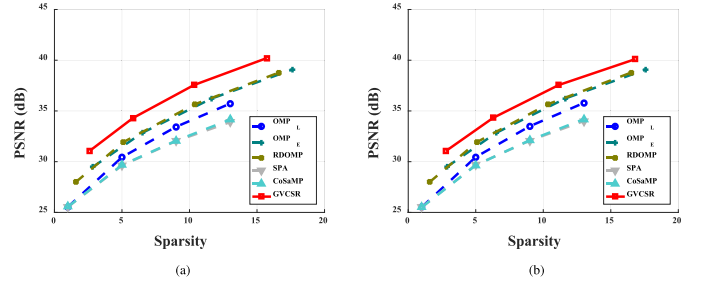 45
40
35
30
25
PSNR (dB)
0
5
10
15
20
Sparsity
OMP L
OMP E
RDOMP
SPA
CoSaMP
GVCSR
(a)
45
40
35
30
25
PSNR (dB)
0
5
10
15
20
Sparsity
OMP L
OMP E
RDOMP
SPA
CoSaMP
GVCSR
(b)